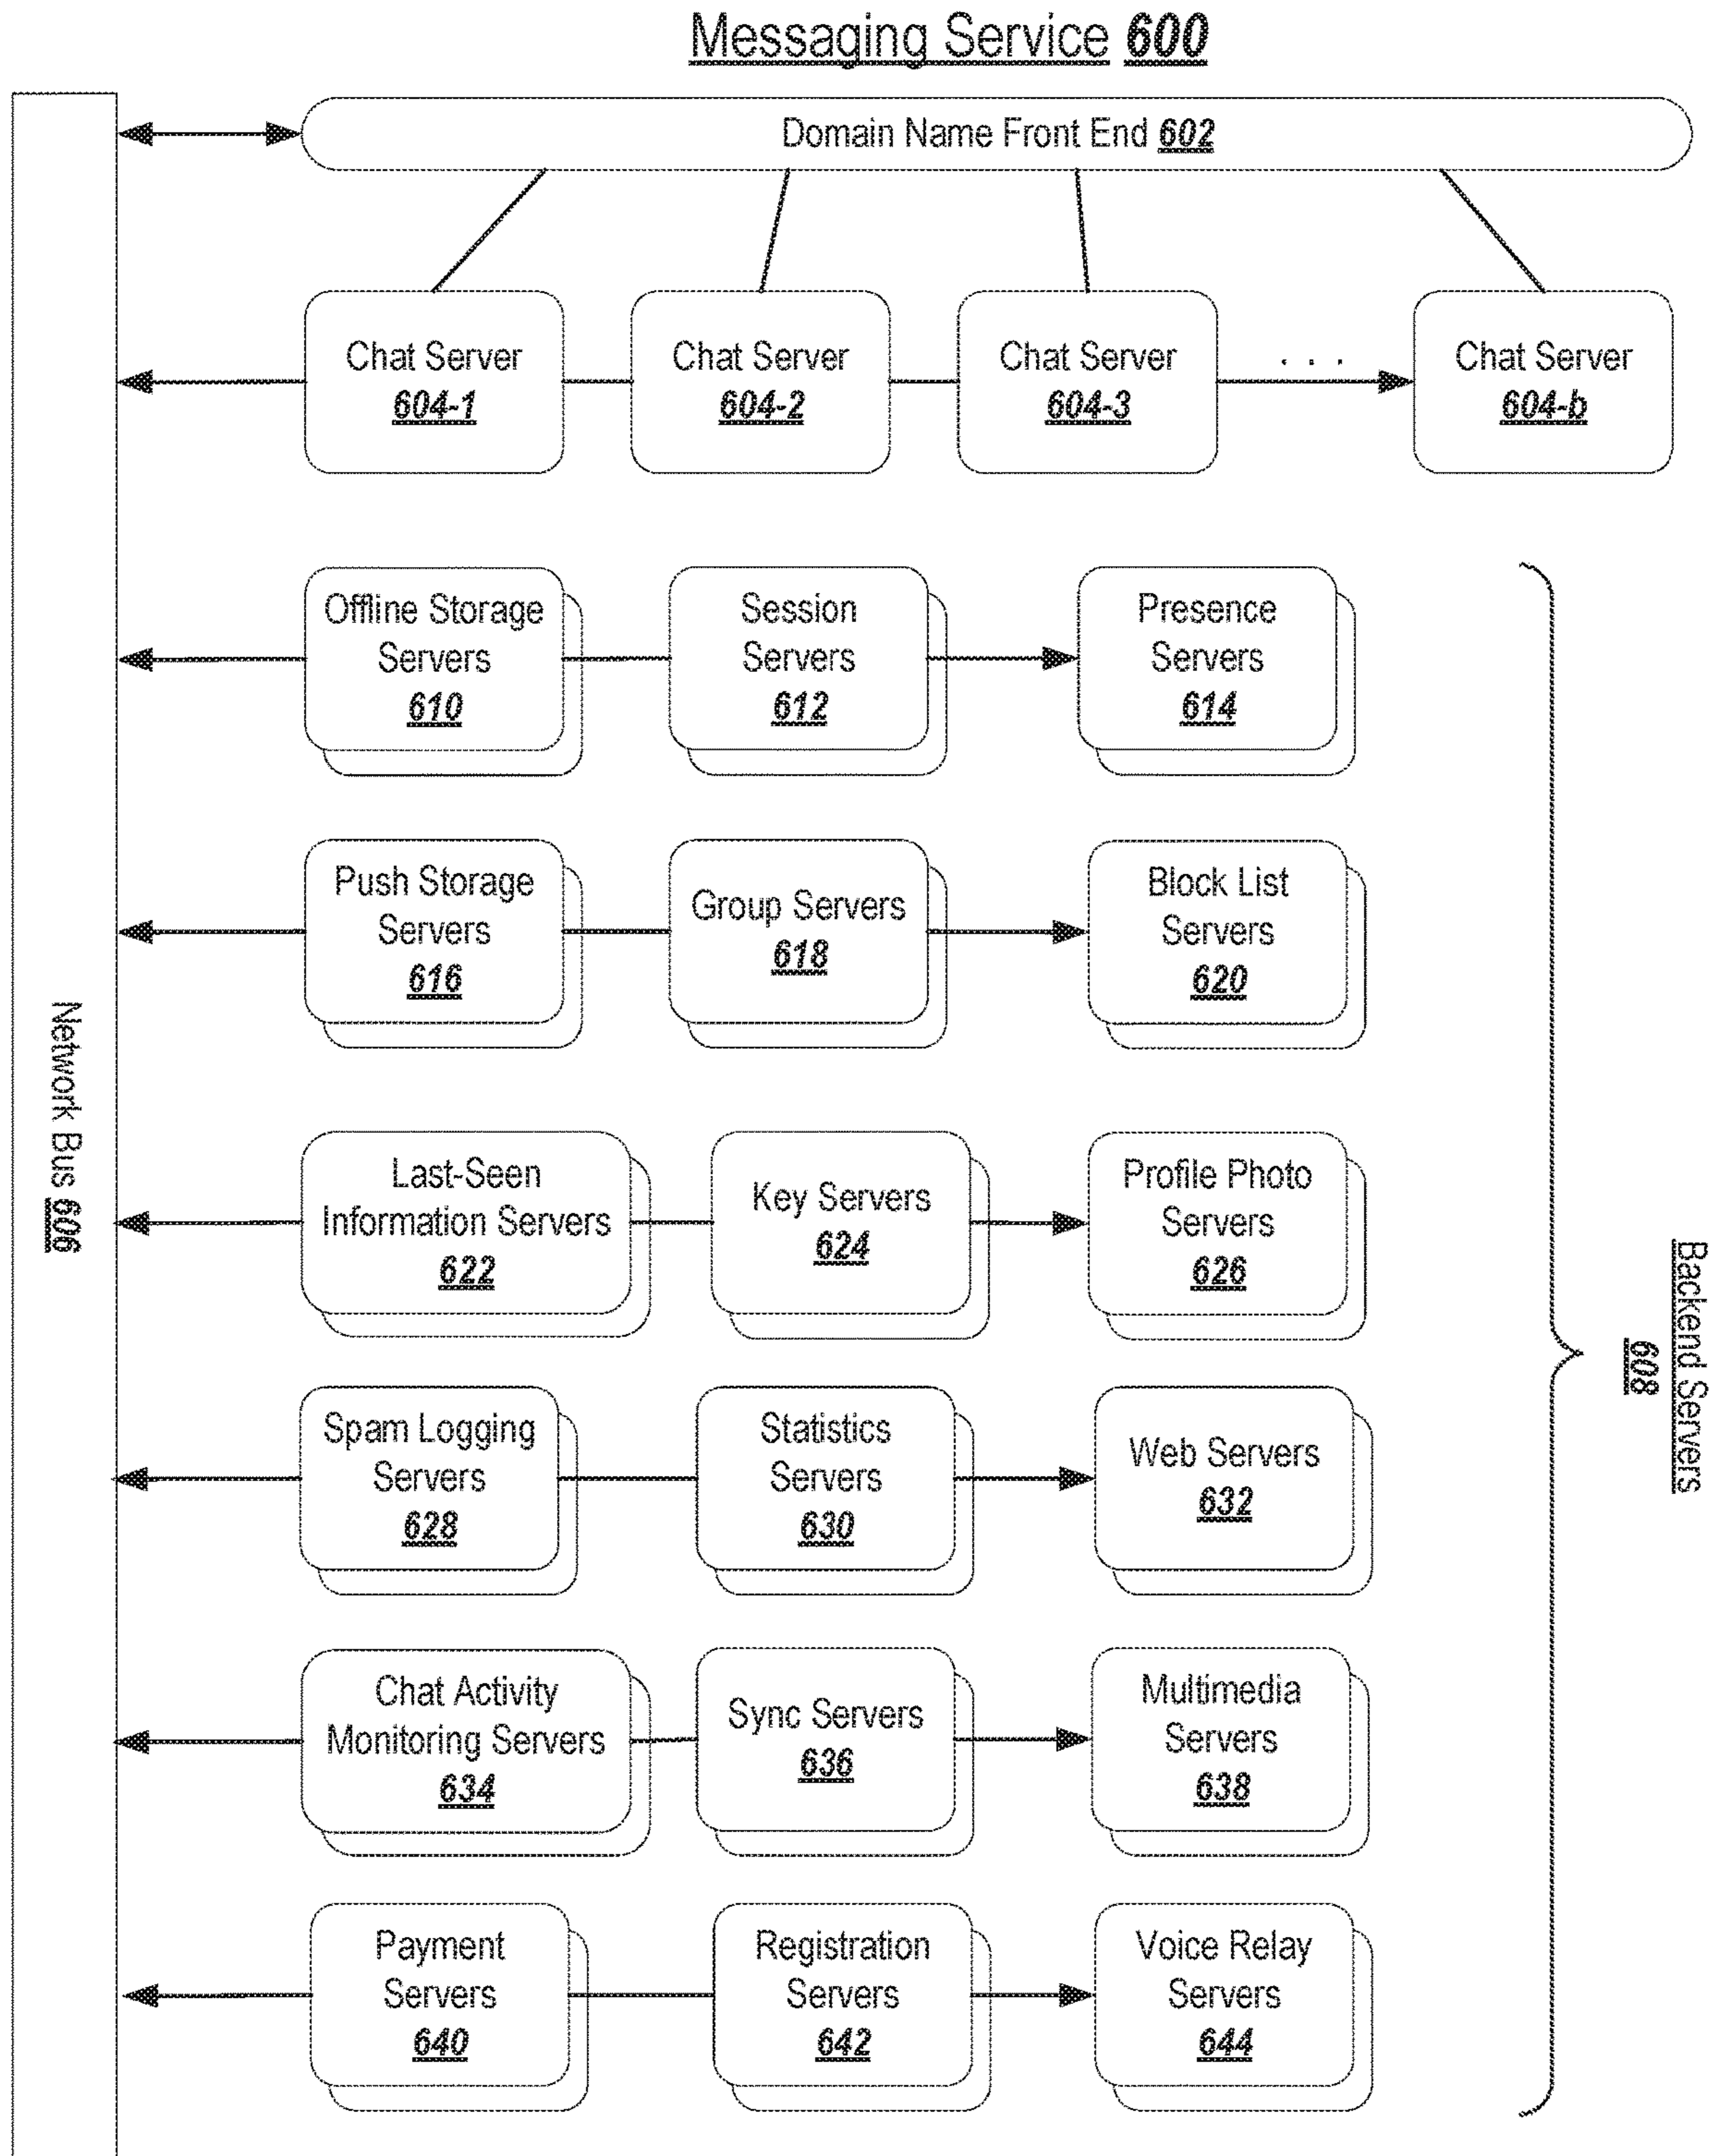 Messaging Service 600
Domain Name Front End 602
Chat Server
604-1
Chat Server
604-2
Chat Server
604-3
. . .
Chat Server
604-b
Offline Storage
Servers
610
Session
Servers
612
Presence
Servers
614
Push Storage
Servers
616
Group Servers
618
Block List
Servers
620
Network Bus 606
Last-Seen
Information Servers
622
Key Servers
624
Profile Photo
Servers
626
Backend Servers
608
Spam Logging
Servers
628
Statistics
Servers
630
Web Servers
632
Chat Activity
Monitoring Servers
634
Sync Servers
636
Multimedia
Servers
638
Payment
Servers
640
Registration
Servers
642
Voice Relay
Servers
644